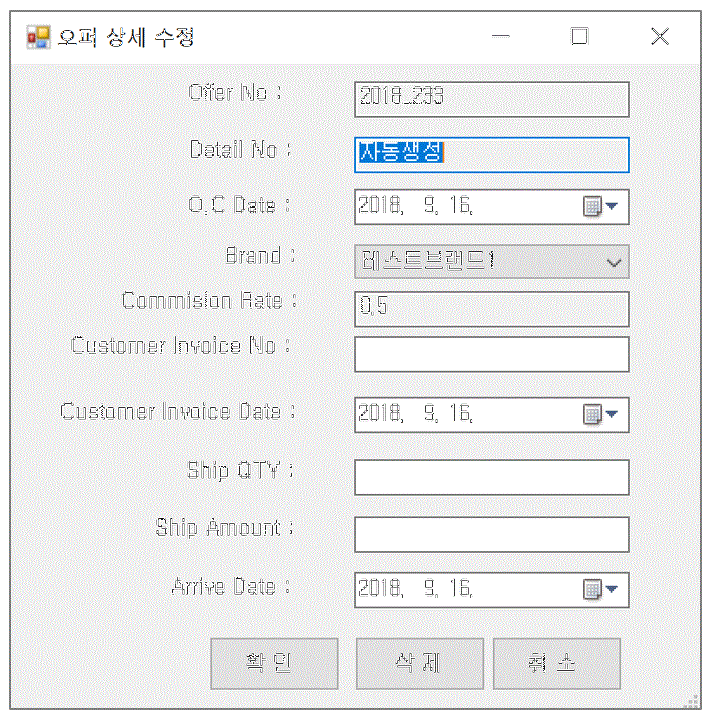 오퍼 상세 수정
Offer No : 2018_233
Detail No : 자동생성
O.C Date : 2018. 9. 16.
Brand : 테스트브랜드1
Commision Rate : 0.5
Customer Invoice No :
Customer Invoice Date : 2018. 9. 16.
Ship QTY :
Ship Amount :
Arrive Date : 2018. 9. 16.
확 인 삭 제 취 소